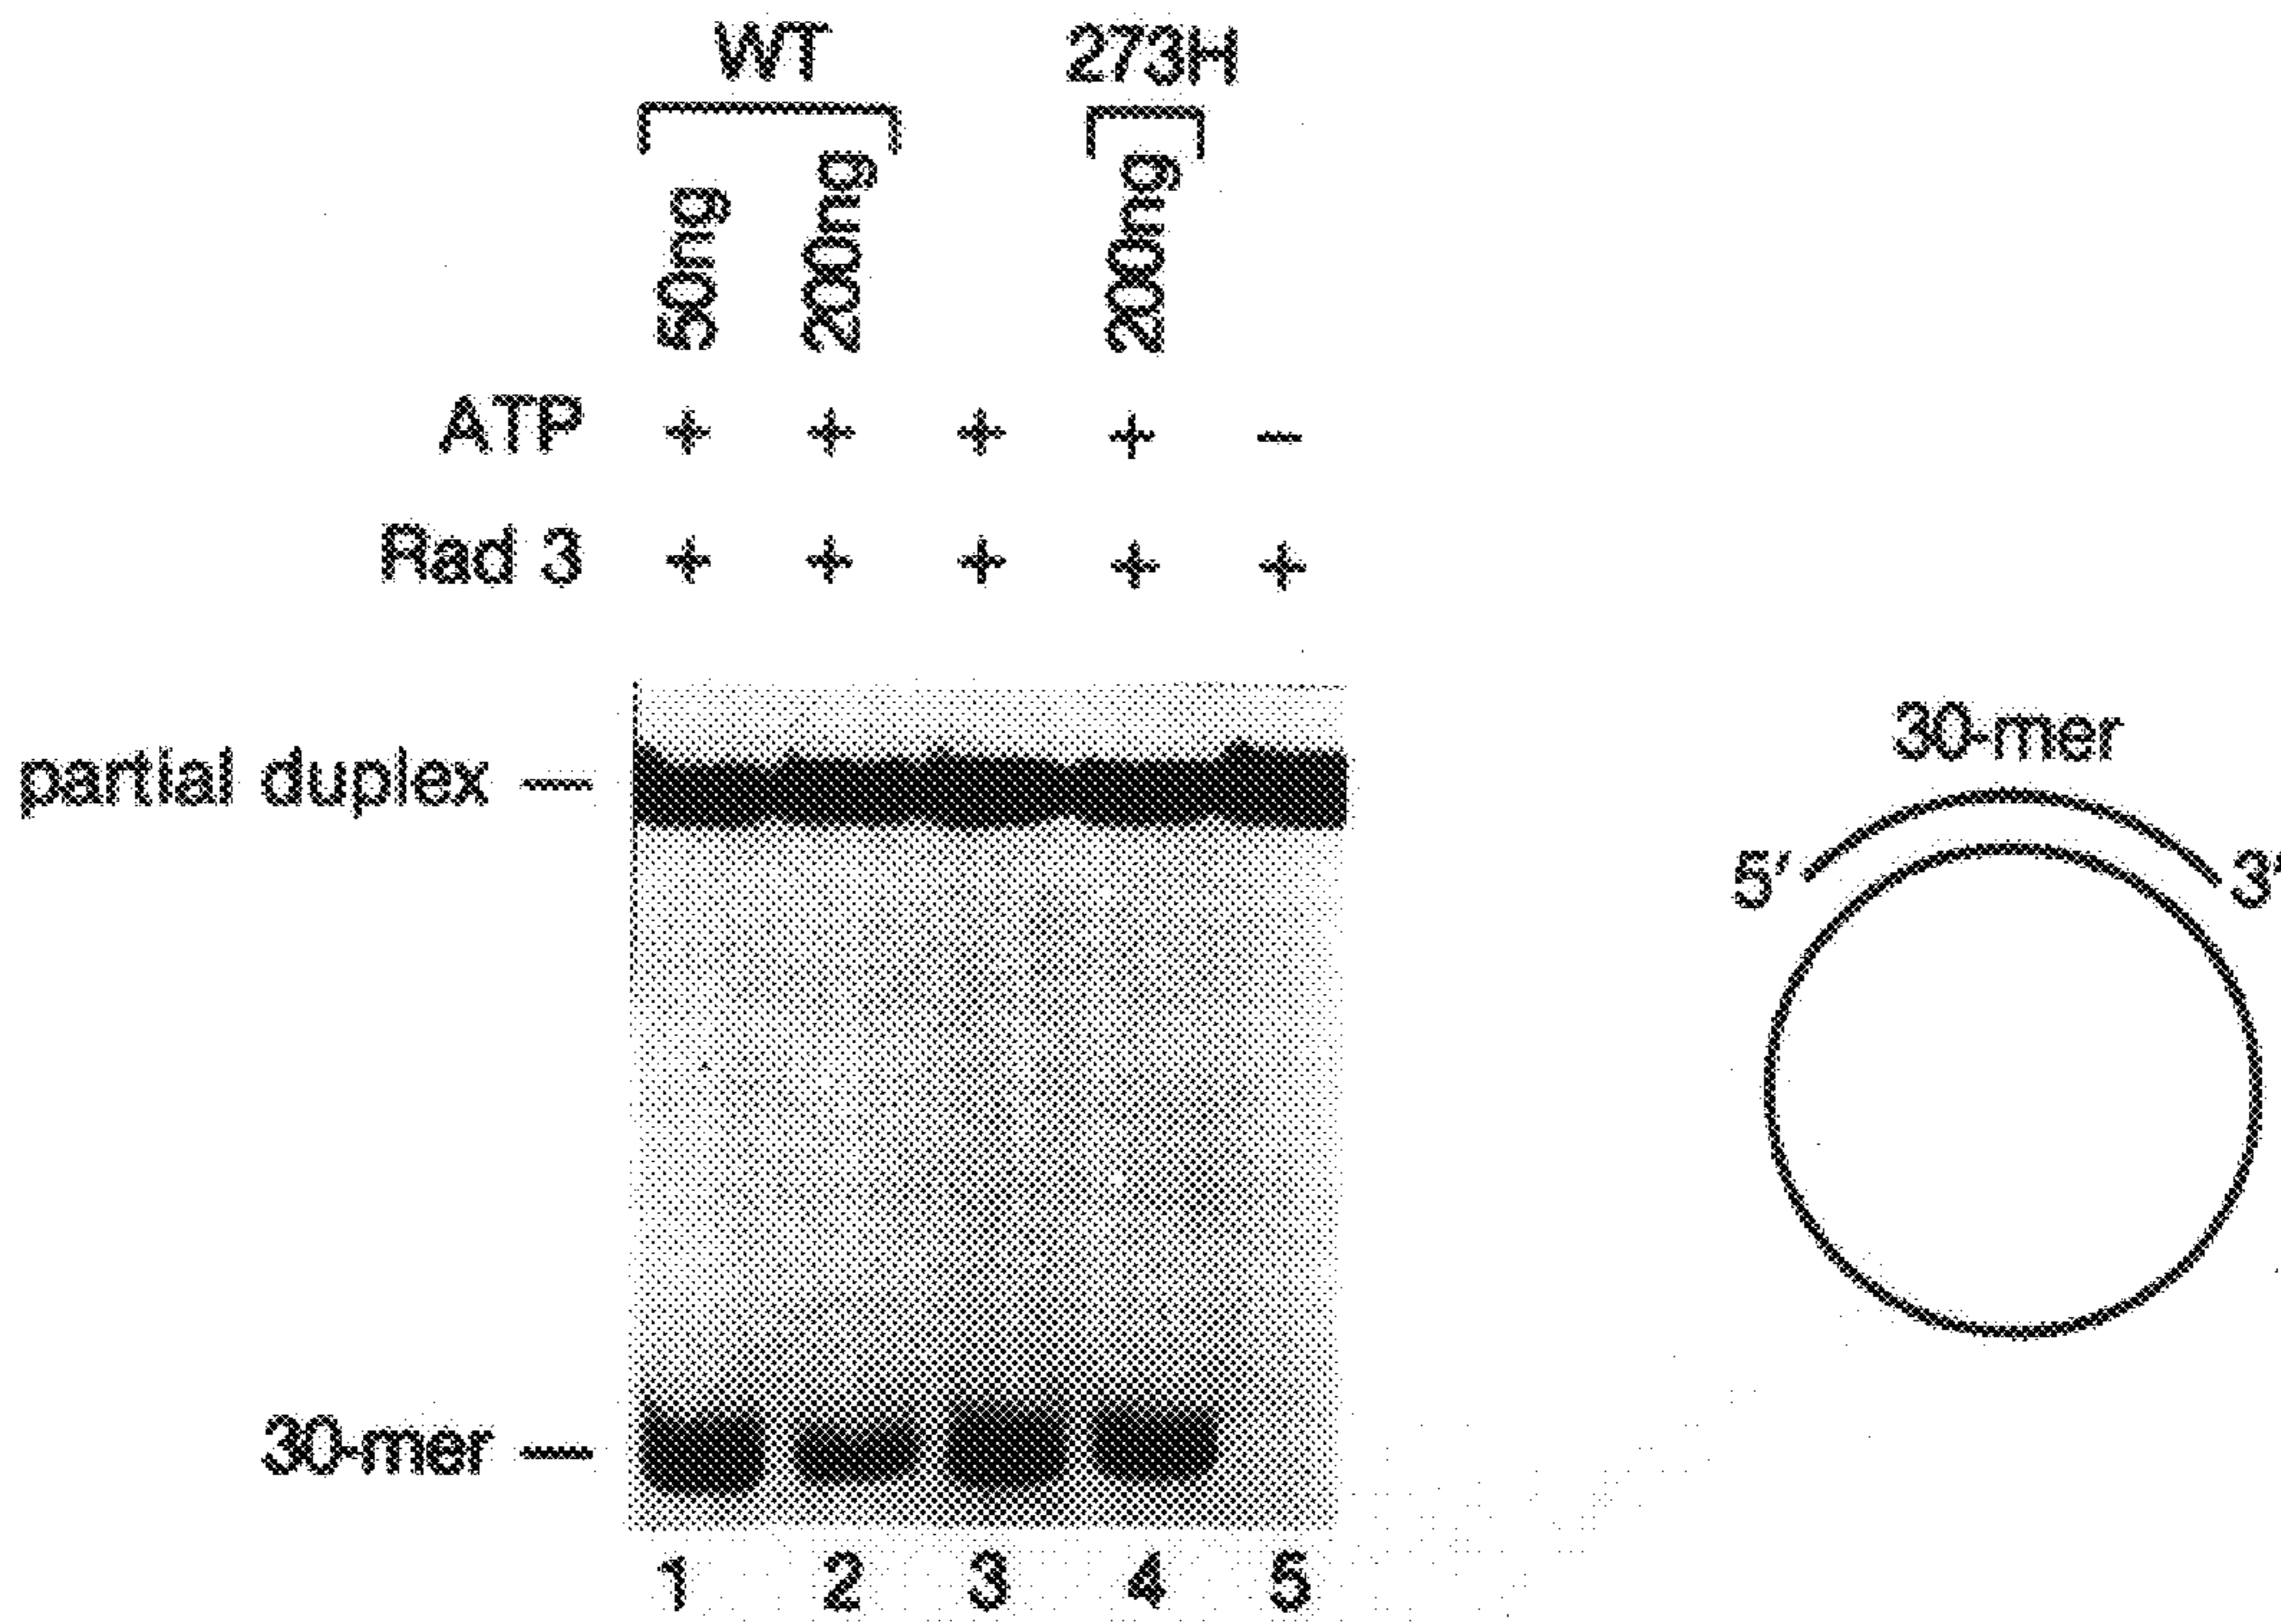 WT 273H
50ng 200ng 200ng
ATP + + + + –
Rad 3 + + + + +
partial duplex —
30-mer
5' 3'
30-mer —
1 2 3 4 5